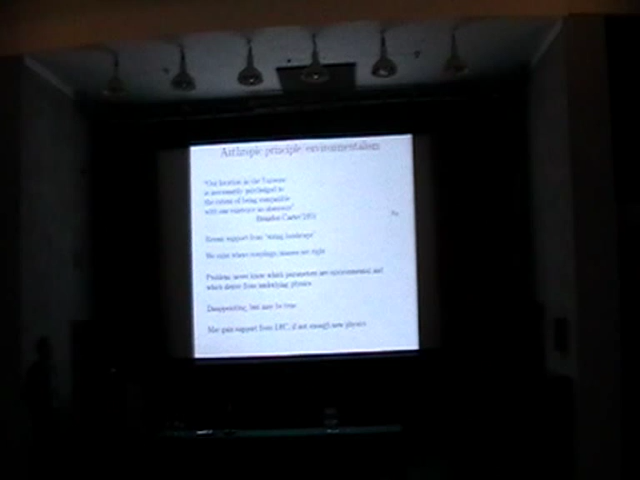 Anthropic principle environmentalism
"Our location in the Universe
is necessarily privileged to
the extent of being compatible
with our existence as observers"
Brandon Carter
Recent support from "string landscape"
We exist where couplings, masses are right
Problem: never know which parameters are environmental and
which derive from underlying physics
Disappointing, but may be true
May gain support from LHC, if not enough new physics